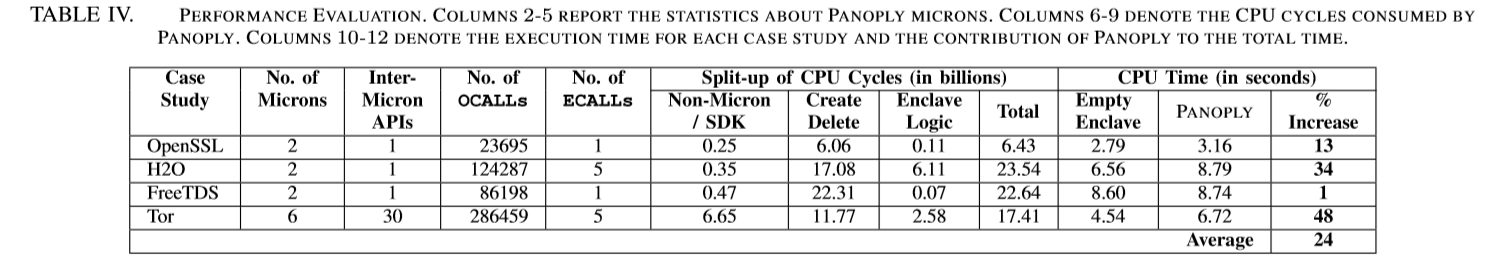 TABLE IV. PERFORMANCE EVALUATION. COLUMNS 2-5 REPORT THE STATISTICS ABOUT PANOPLY MICRONS. COLUMNS 6-9 DENOTE THE CPU CYCLES CONSUMED BY
PANOPLY. COLUMNS 10-12 DENOTE THE EXECUTION TIME FOR EACH CASE STUDY AND THE CONTRIBUTION OF PANOPLY TO THE TOTAL TIME.
Case Study | No. of Microns | Inter-Micron APIs | No. of OCALLs | No. of ECALLs | Split-up of CPU Cycles (in billions) | CPU Time (in seconds)
Non-Micron / SDK | Create Delete | Enclave Logic | Total | Empty Enclave | PANOPLY | % Increase
OpenSSL | 2 | 1 | 23695 | 1 | 0.25 | 6.06 | 0.11 | 6.43 | 2.79 | 3.16 | 13
H2O | 2 | 1 | 124287 | 5 | 0.35 | 17.08 | 6.11 | 23.54 | 6.56 | 8.79 | 34
FreeTDS | 2 | 1 | 86198 | 1 | 0.47 | 22.31 | 0.07 | 22.64 | 8.60 | 8.74 | 1
Tor | 6 | 30 | 286459 | 5 | 6.65 | 11.77 | 2.58 | 17.41 | 4.54 | 6.72 | 48
Average | 24